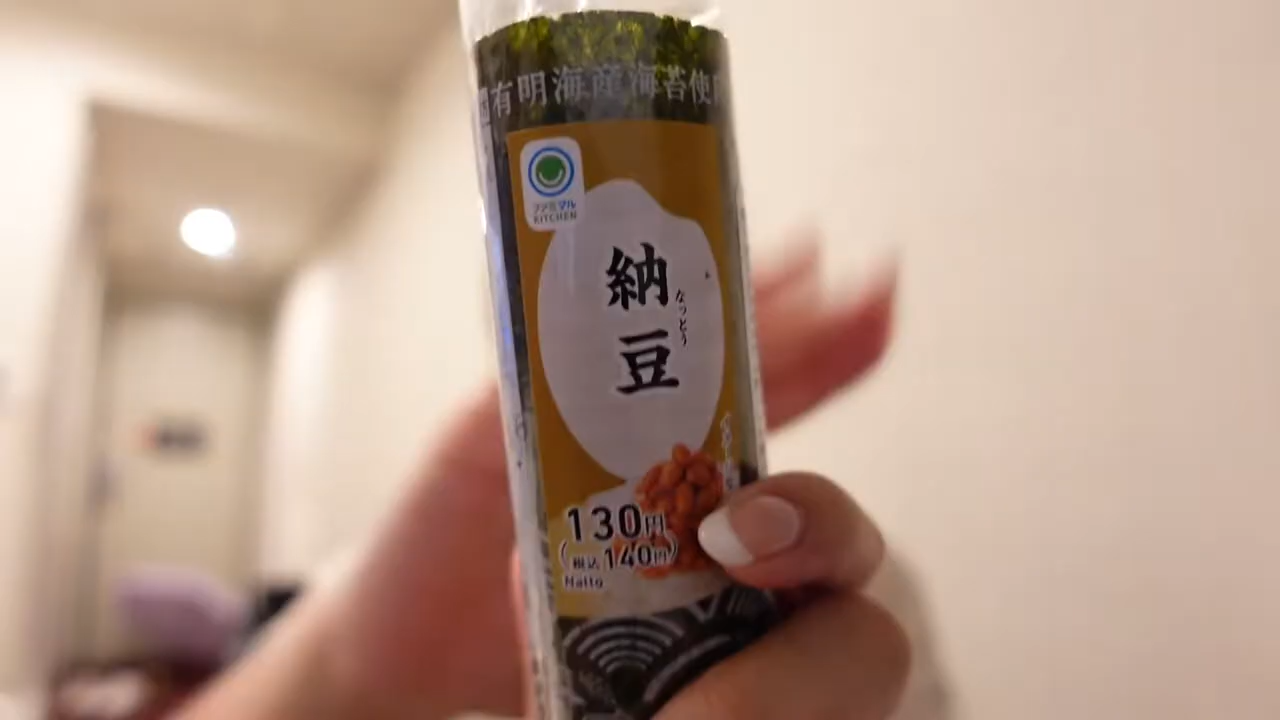 有明海産海苔使
ファミマル
KITCHEN
納豆
なっとう
130円
(税込140円)
Natto